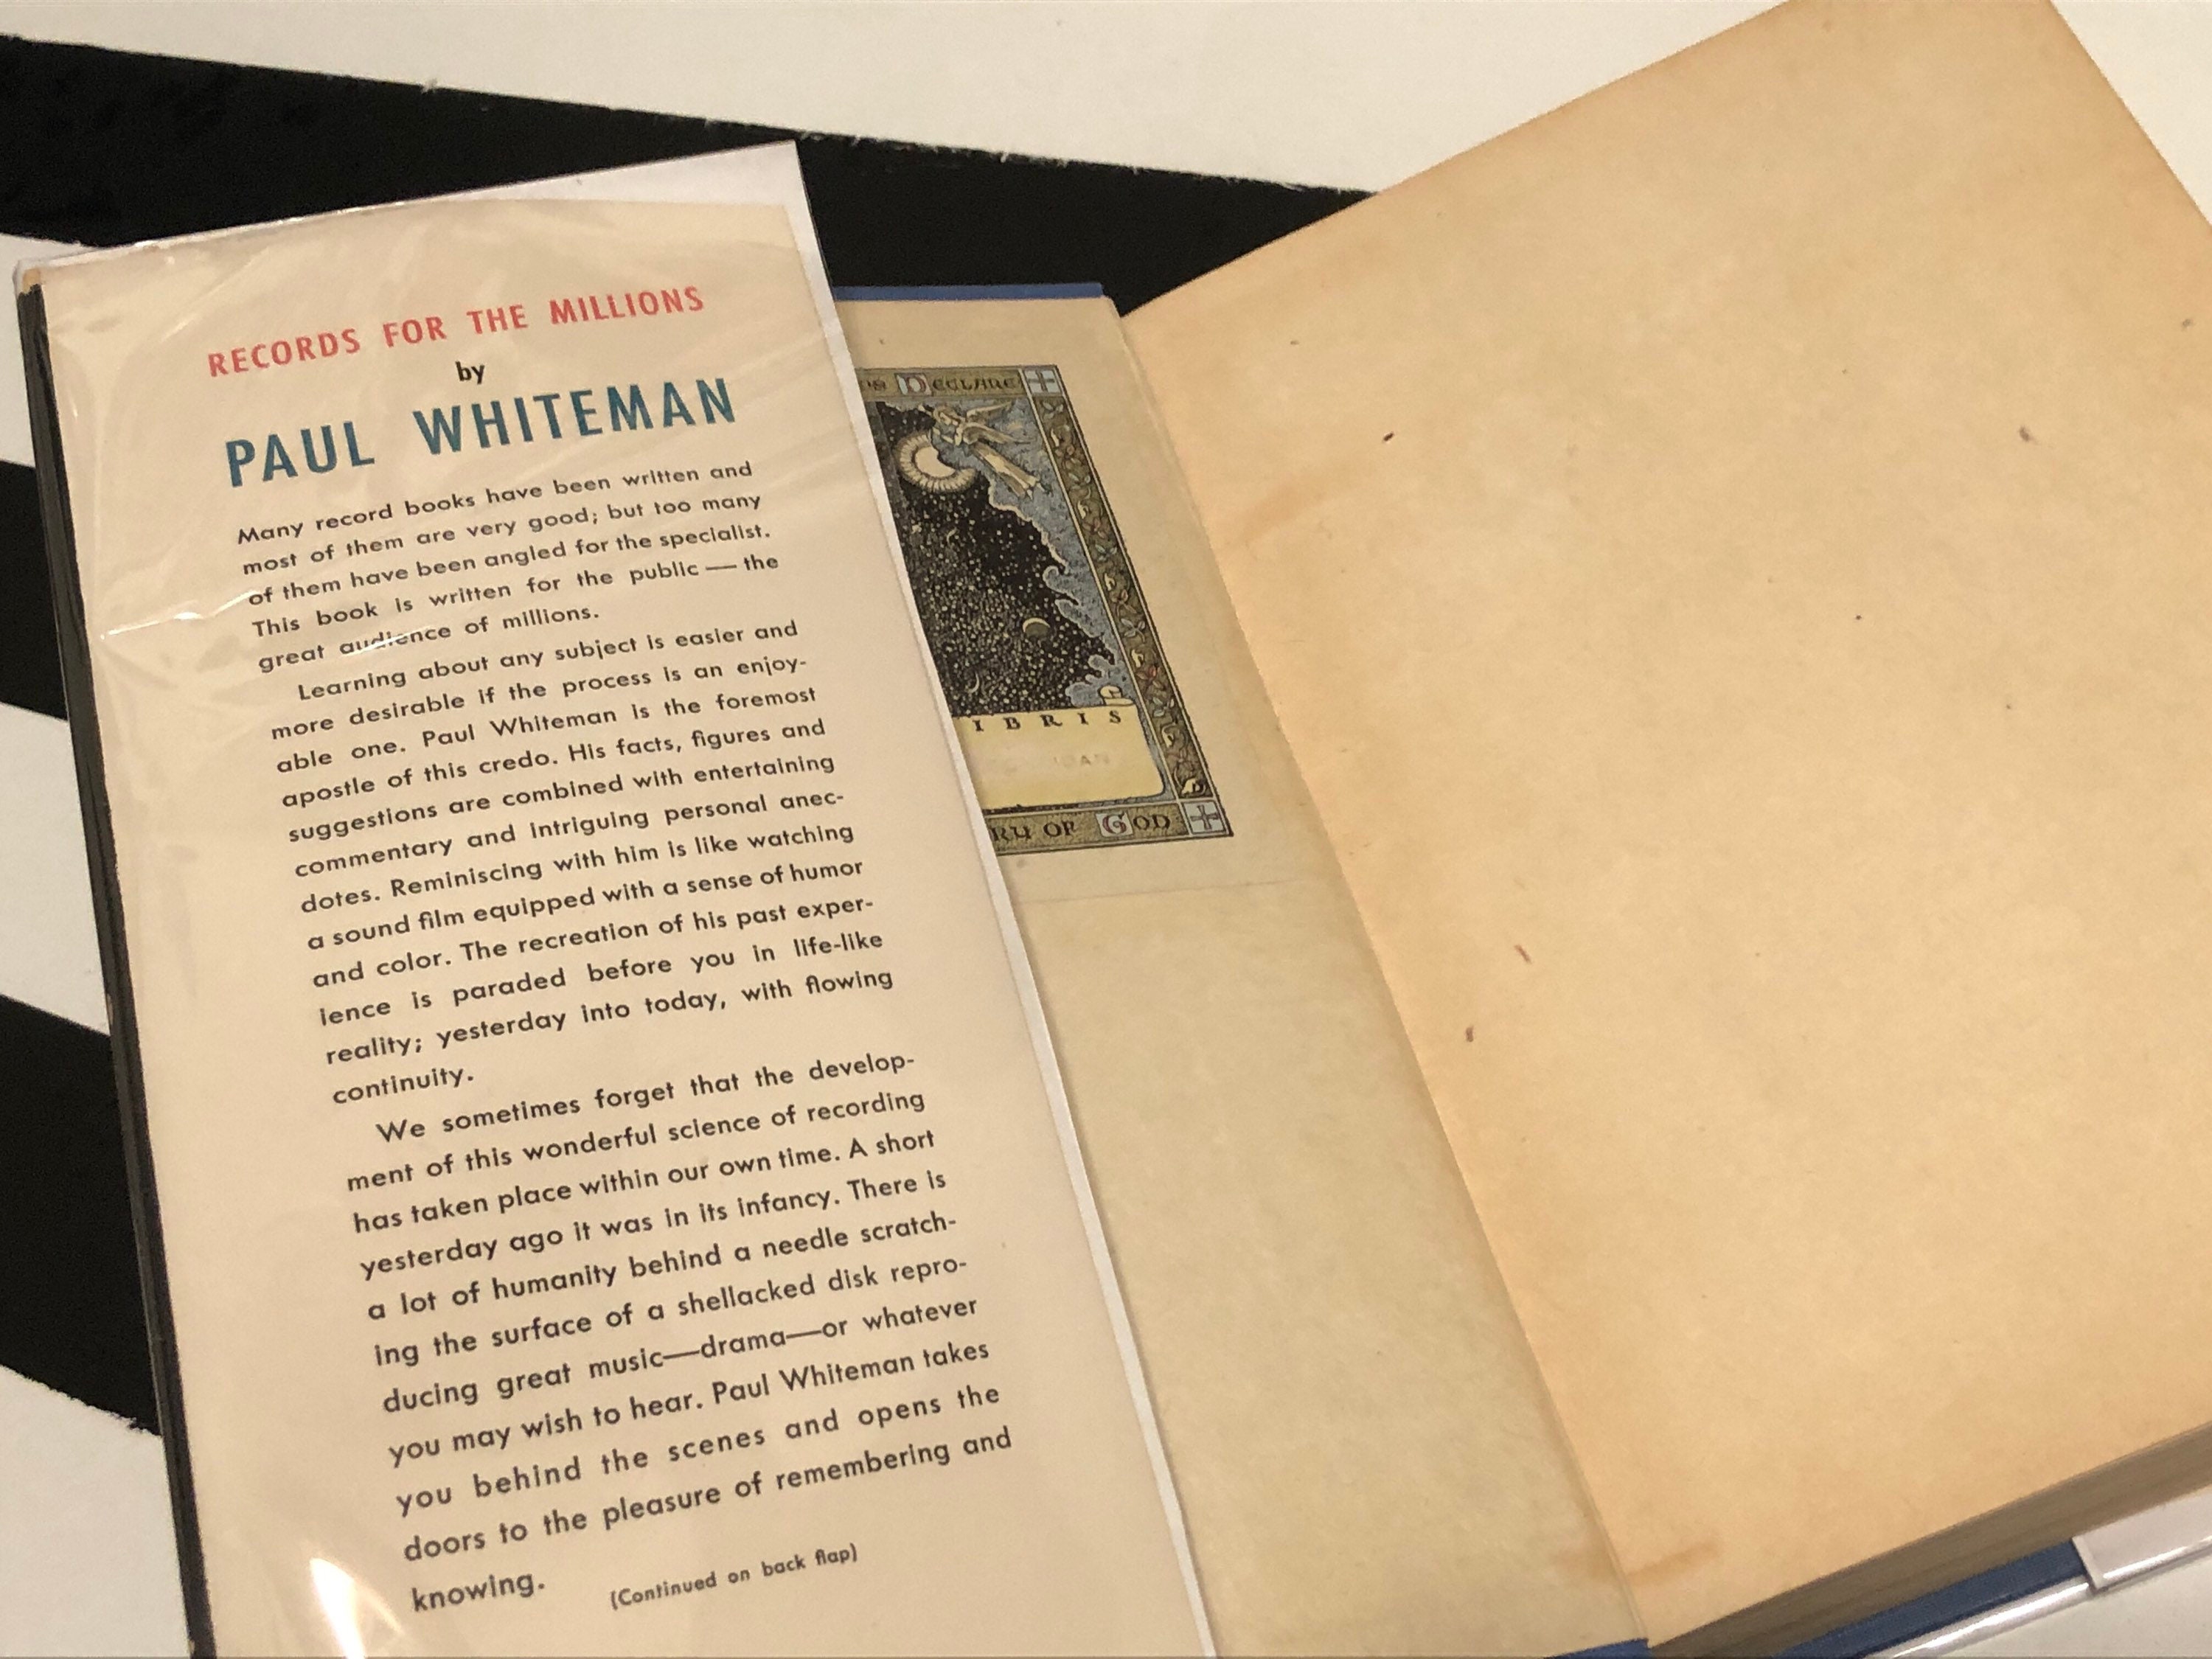 RECORDS FOR THE MILLIONS
by
PAUL WHITEMAN
Many record books have been written and
most of them are very good; but too many
of them have been angled for the specialist.
This book is written for the public — the
great audience of millions.
Learning about any subject is easier and
more desirable if the process is an enjoy-
able one. Paul Whiteman is the foremost
apostle of this credo. His facts, figures and
suggestions are combined with entertaining
commentary and intriguing personal anec-
dotes. Reminiscing with him is like watching
a sound film equipped with a sense of humor
and color. The recreation of his past exper-
ience is paraded before you in life-like
reality; yesterday into today, with flowing
continuity.
We sometimes forget that the develop-
ment of this wonderful science of recording
has taken place within our own time. A short
yesterday ago it was in its infancy. There is
a lot of humanity behind a needle scratch-
ing the surface of a shellacked disk repro-
ducing great music—drama—or whatever
you may wish to hear. Paul Whiteman takes
you behind the scenes and opens the
doors to the pleasure of remembering and
knowing.
(Continued on back flap)
DECLARE
IBRIS
RY OF GOD